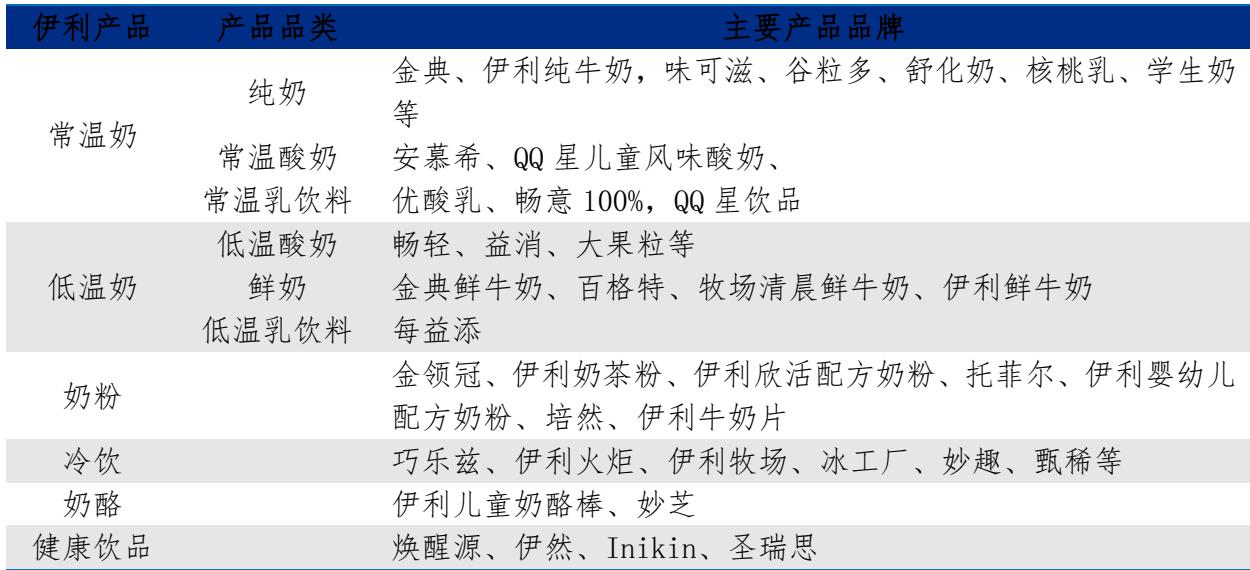 伊利产品 产品品类 主要产品品牌
常温奶 纯奶 金典、伊利纯牛奶，味可滋、谷粒多、舒化奶、核桃乳、学生奶
等
常温酸奶 安慕希、QQ 星儿童风味酸奶、
常温乳饮料 优酸乳、畅意 100%，QQ 星饮品
低温奶 低温酸奶 畅轻、益消、大果粒等
鲜奶 金典鲜牛奶、百格特、牧场清晨鲜牛奶、伊利鲜牛奶
低温乳饮料 每益添
奶粉 金领冠、伊利奶茶粉、伊利欣活配方奶粉、托菲尔、伊利婴幼儿
配方奶粉、培然、伊利牛奶片
冷饮 巧乐兹、伊利火炬、伊利牧场、冰工厂、妙趣、甄稀等
奶酪 伊利儿童奶酪棒、妙芝
健康饮品 焕醒源、伊然、Inikin、圣瑞思